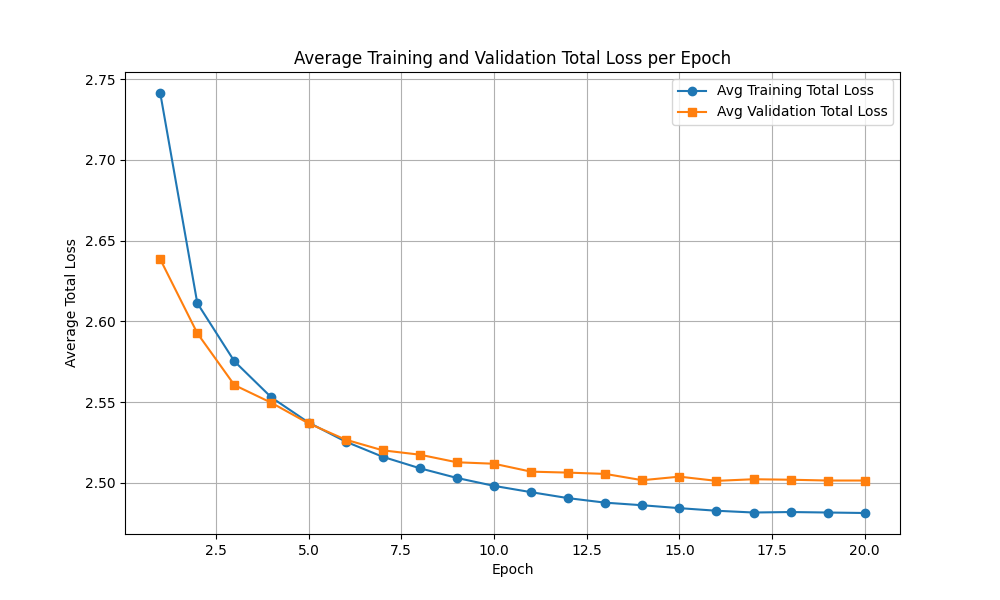 Average Training and Validation Total Loss per Epoch
Avg Training Total Loss
Avg Validation Total Loss
Average Total Loss
2.75
2.70
2.65
2.60
2.55
2.50
2.5
5.0
7.5
10.0
12.5
15.0
17.5
20.0
Epoch